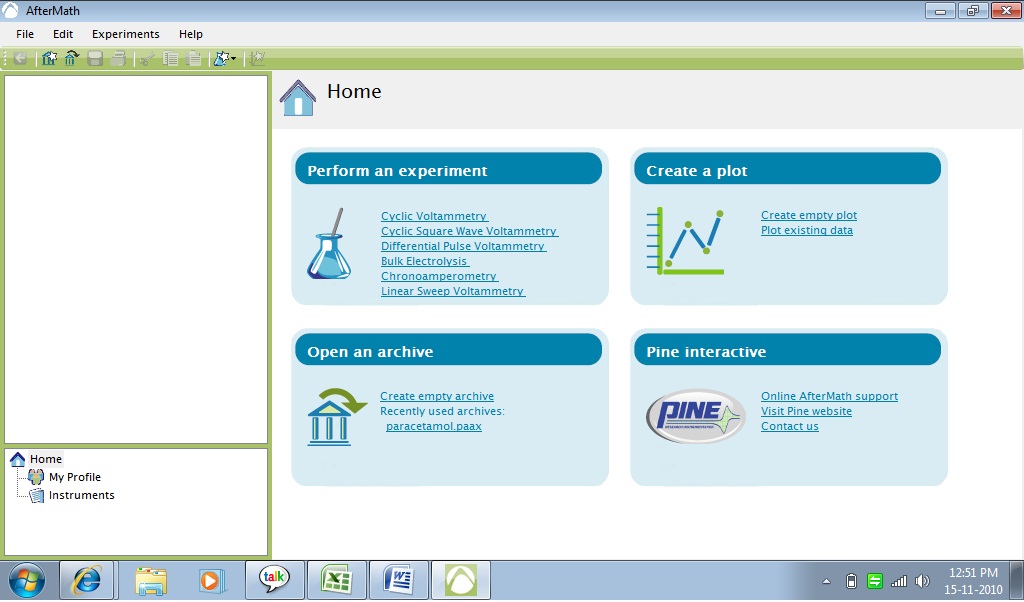 AfterMath
File Edit Experiments Help
Home
Perform an experiment
Cyclic Voltammetry
Cyclic Square Wave Voltammetry
Differential Pulse Voltammetry
Bulk Electrolysis
Chronoamperometry
Linear Sweep Voltammetry
Create a plot
Create empty plot
Plot existing data
Open an archive
Create empty archive
Recently used archives:
paracetamol.paax
Pine interactive
PINE
Online AfterMath support
Visit Pine website
Contact us
Home
My Profile
Instruments
talk
12:51 PM
15-11-2010